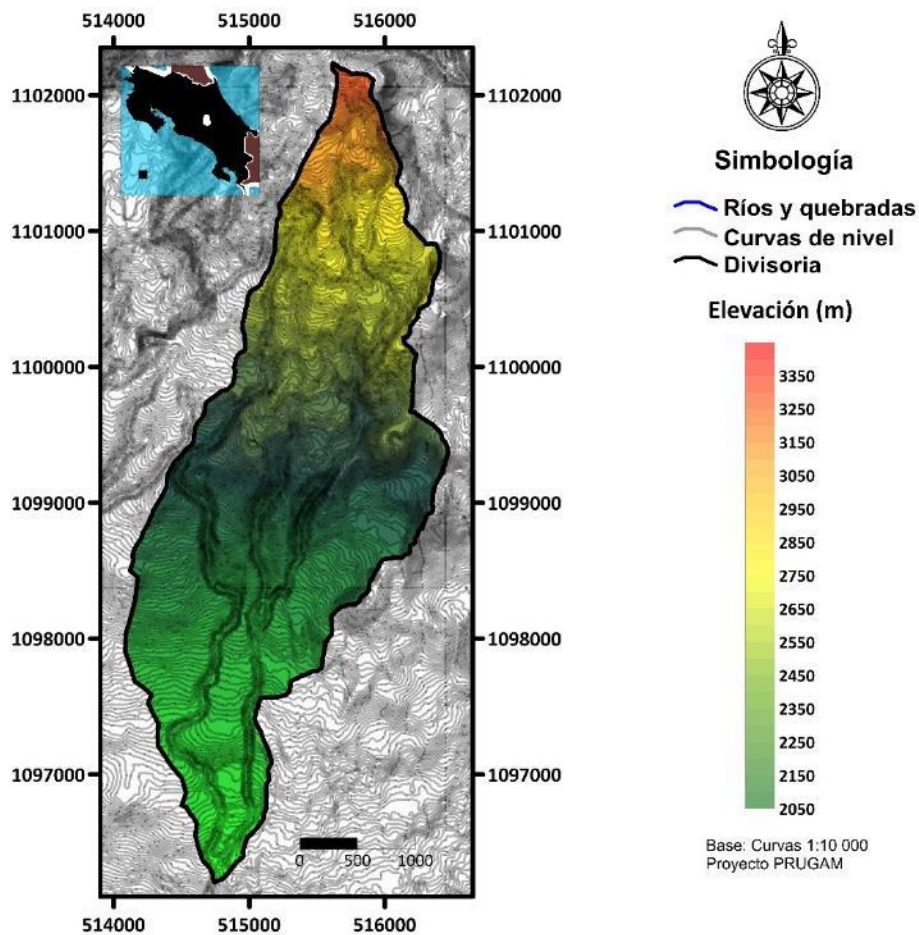 514000 515000 516000
1102000
1101000
1100000
1099000
1098000
1097000
1102000
1101000
1100000
1099000
1098000
1097000
0 500 1000
514000 515000 516000
Simbología
Ríos y quebradas
Curvas de nivel
Divisoria
Elevación (m)
3350
3250
3150
3050
2950
2850
2750
2650
2550
2450
2350
2250
2150
2050
Base: Curvas 1:10 000
Proyecto PRUGAM